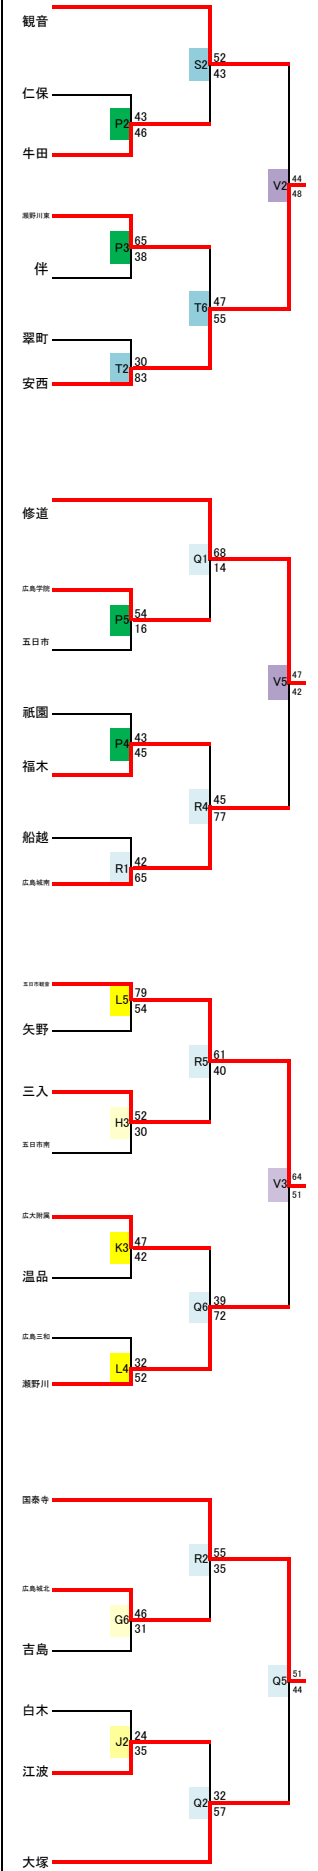 観音
S2 52
43
仁保
P2 43
46
牛田
V2 44
48
瀬野川東
P3 65
38
伴
T6 47
55
翠町
T2 30
83
安西
修道
Q1 68
14
広島学院
P5 54
16
五日市
V5 47
42
祇園
P4 43
45
福木
R4 45
77
船越
R1 42
65
広島城南
五日市観音
L5 79
54
矢野
R5 61
40
三入
H3 52
30
五日市南
V3 64
51
広大附属
K3 47
42
温品
Q6 39
72
広島三和
L4 32
52
瀬野川
国泰寺
R2 55
35
広島城北
G6 46
31
吉島
Q5 51
44
白木
J2 24
35
江波
Q2 32
57
大塚